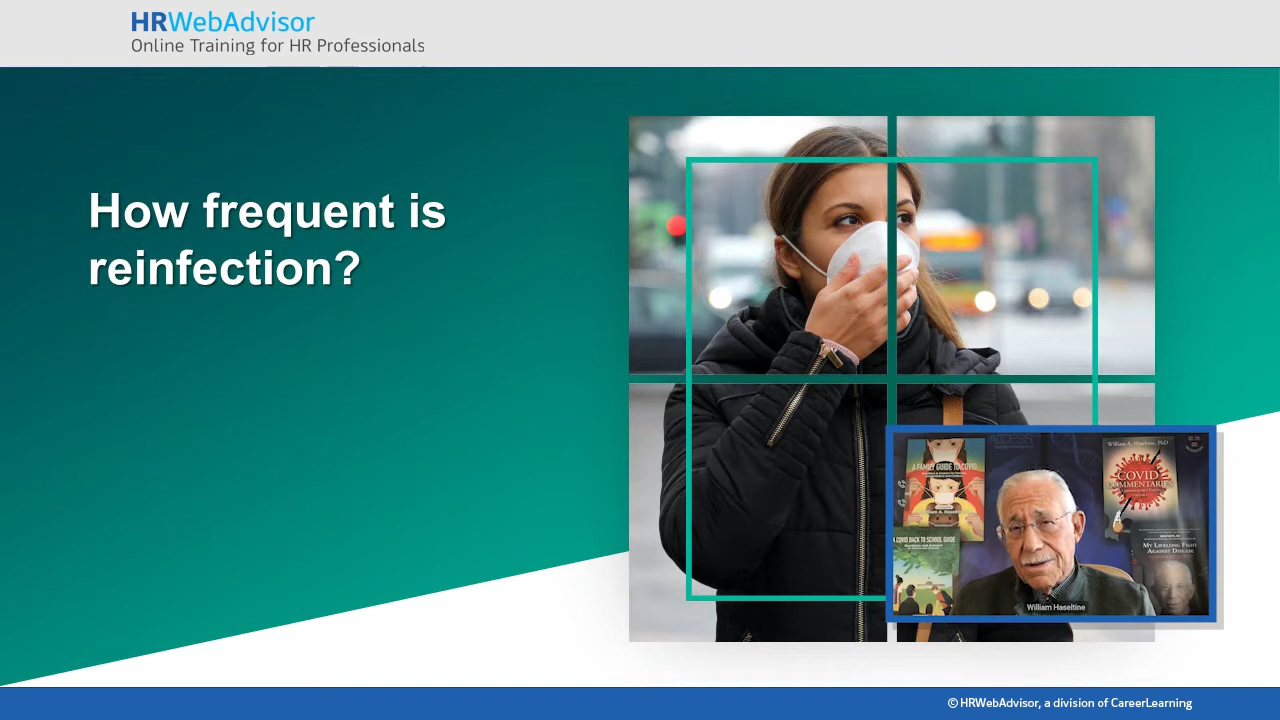 HRWebAdvisor
Online Training for HR Professionals
How frequent is
reinfection?
ACCESS
A FAMILY GUIDE TO COVID
William A. Haseltine, PhD
COVID
COMMENTARIES
A COVID BACK TO SCHOOL GUIDE
My Lifelong Fight
Against Disease
William Haseltine
© HRWebAdvisor, a division of CareerLearning